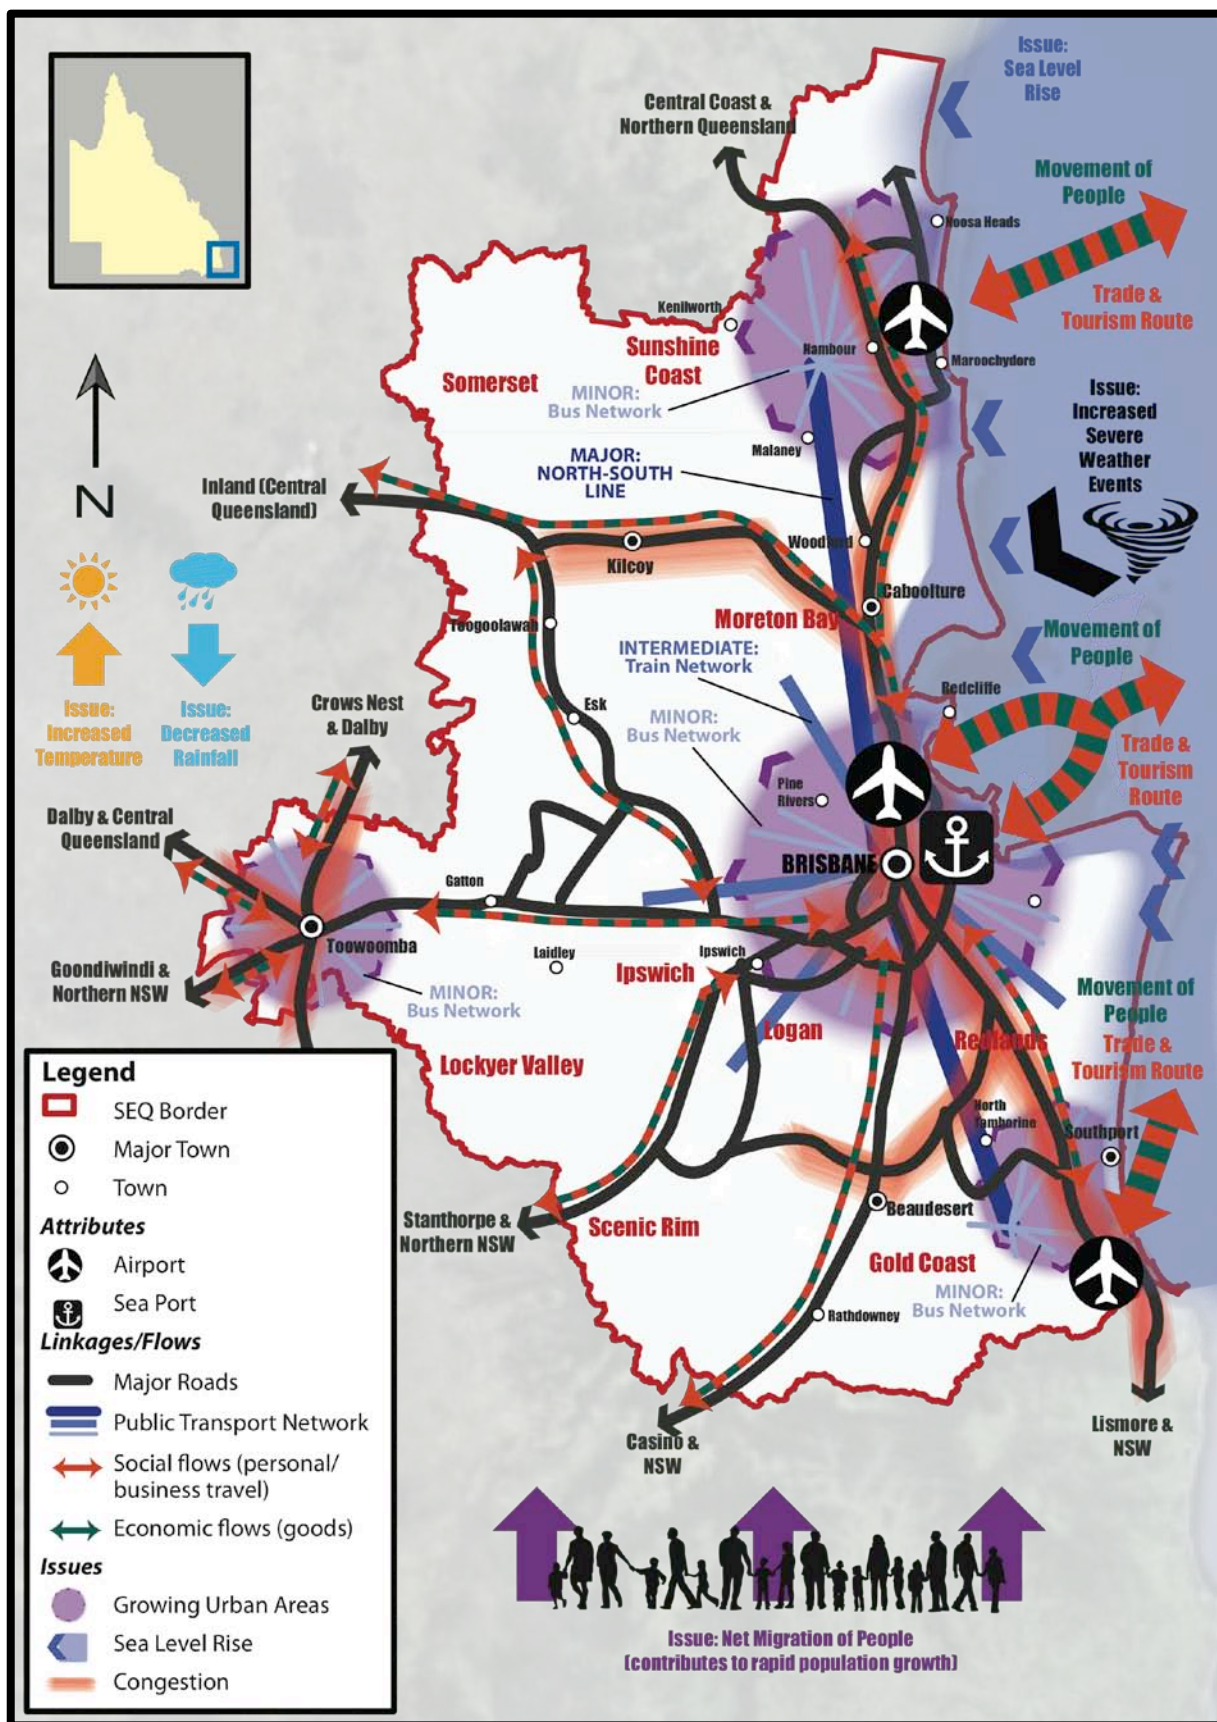 Issue:
Sea Level
Rise
Central Coast &
Northern Queensland
Movement of
People
Noosa Heads
Trade &
Tourism Route
Kenilworth
Sunshine
Coast
Nambour
Maroochydore
Somerset
MINOR:
Bus Network
Issue:
Increased
Severe
Weather
Events
Malaney
MAJOR:
NORTH-SOUTH
LINE
N
Inland (Central
Queensland)
Woodford
Kilcoy
Caboolture
Moreton Bay
Toogoolawah
INTERMEDIATE:
Train Network
Movement of
People
Redcliffe
Issue:
Increased
Temperature
Issue:
Decreased
Rainfall
Crows Nest
& Dalby
Esk
MINOR:
Bus Network
Trade &
Tourism
Route
Pine
Rivers
Dalby & Central
Queensland
BRISBANE
Gatton
Toowoomba
Laidley
Ipswich
Ipswich
Goondiwindi &
Northern NSW
MINOR:
Bus Network
Logan
Redlands
Movement of
People
Trade &
Tourism Route
Lockyer Valley
North
Tamborine
Southport
Stanthorpe &
Northern NSW
Scenic Rim
Beaudesert
Gold Coast
MINOR:
Bus Network
Rathdowney
Casino &
NSW
Lismore &
NSW
Legend
SEQ Border
Major Town
Town
Attributes
Airport
Sea Port
Linkages/Flows
Major Roads
Public Transport Network
Social flows (personal/
business travel)
Economic flows (goods)
Issues
Growing Urban Areas
Sea Level Rise
Congestion
Issue: Net Migration of People
(contributes to rapid population growth)